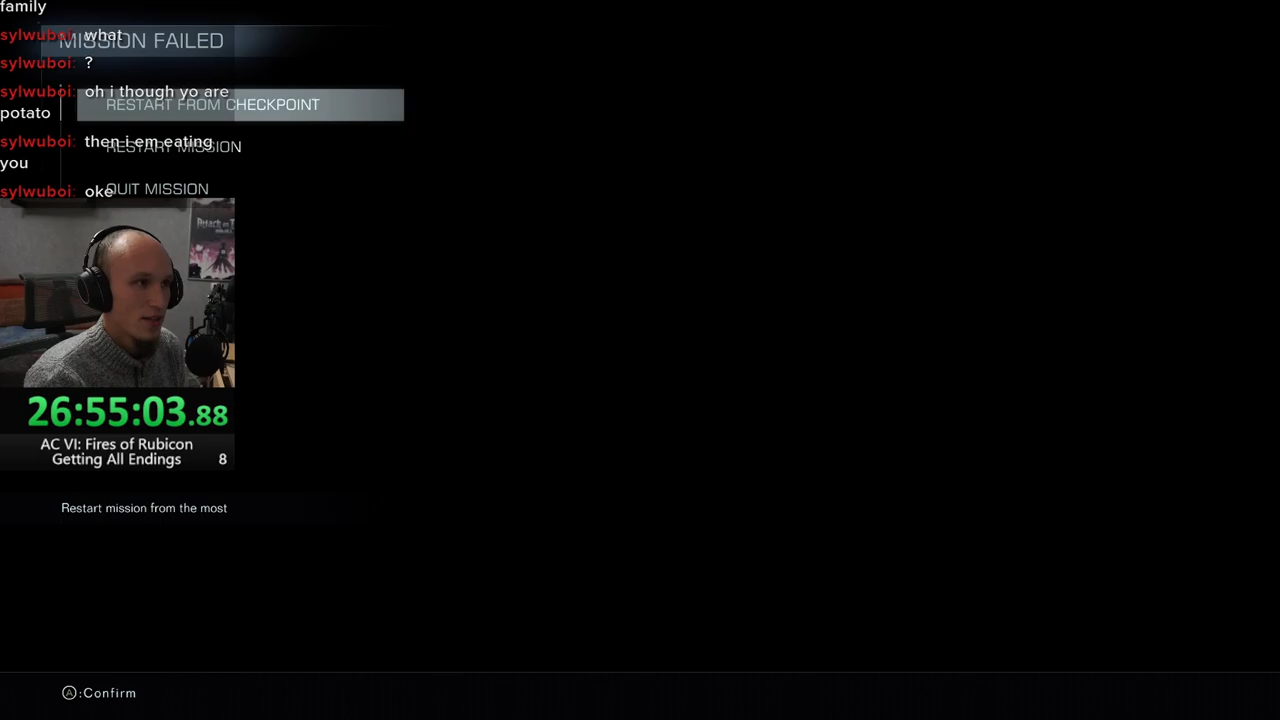 family
MISSION FAILED
sylwuboi: what
sylwuboi: ?
sylwuboi: oh i though yo are
potato
RESTART FROM CHECKPOINT
sylwuboi: then i em eating
you
RESTART MISSION
sylwuboi: oke
QUIT MISSION
26:55:03.88
AC VI: Fires of Rubicon
Getting All Endings 8
Restart mission from the most
A:Confirm